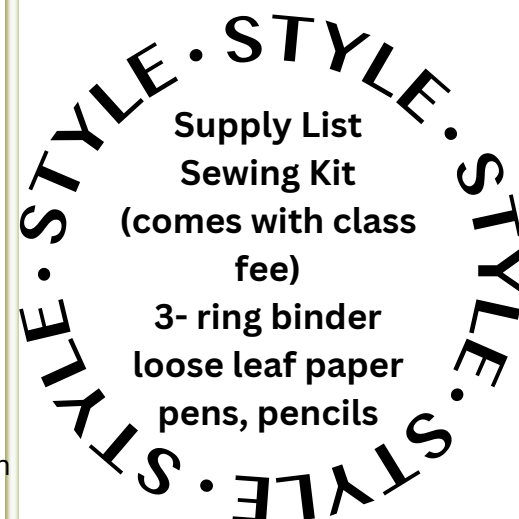 STYLE • STYLE • STYLE • STYLE • STYLE •
Supply List
Sewing Kit
(comes with class
fee)
3- ring binder
loose leaf paper
pens, pencils
n